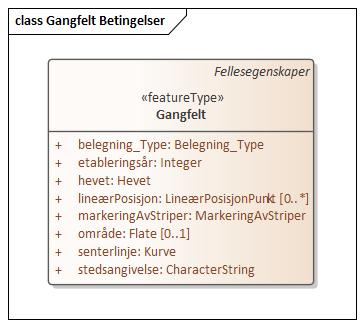 class Gangfelt Betingelser
Fellesegenskaper
«featureType»
Gangfelt
+ belegning_Type: Belegning_Type
+ etableringsår: Integer
+ hevet: Hevet
+ lineærPosisjon: LineærPosisjonPunkt [0..*]
+ markeringAvStriper: MarkeringAvStriper
+ område: Flate [0..1]
+ senterlinje: Kurve
+ stedsangivelse: CharacterString